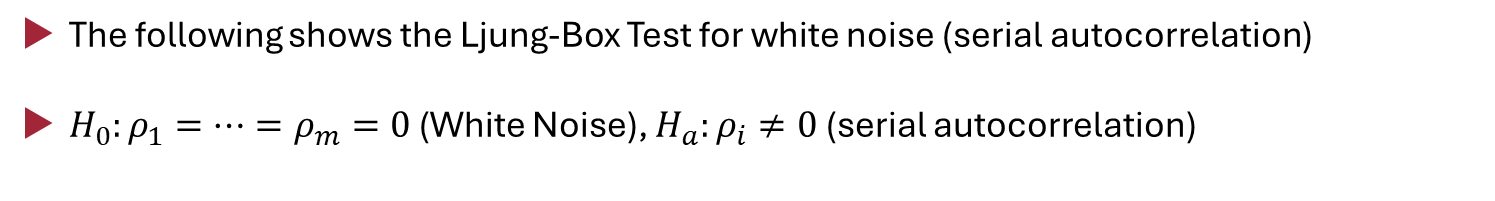 The following shows the Ljung-Box Test for white noise (serial autocorrelation)
H₀: ρ₁ = ⋯ = ρₘ = 0 (White Noise), Hₐ: ρᵢ ≠ 0 (serial autocorrelation)